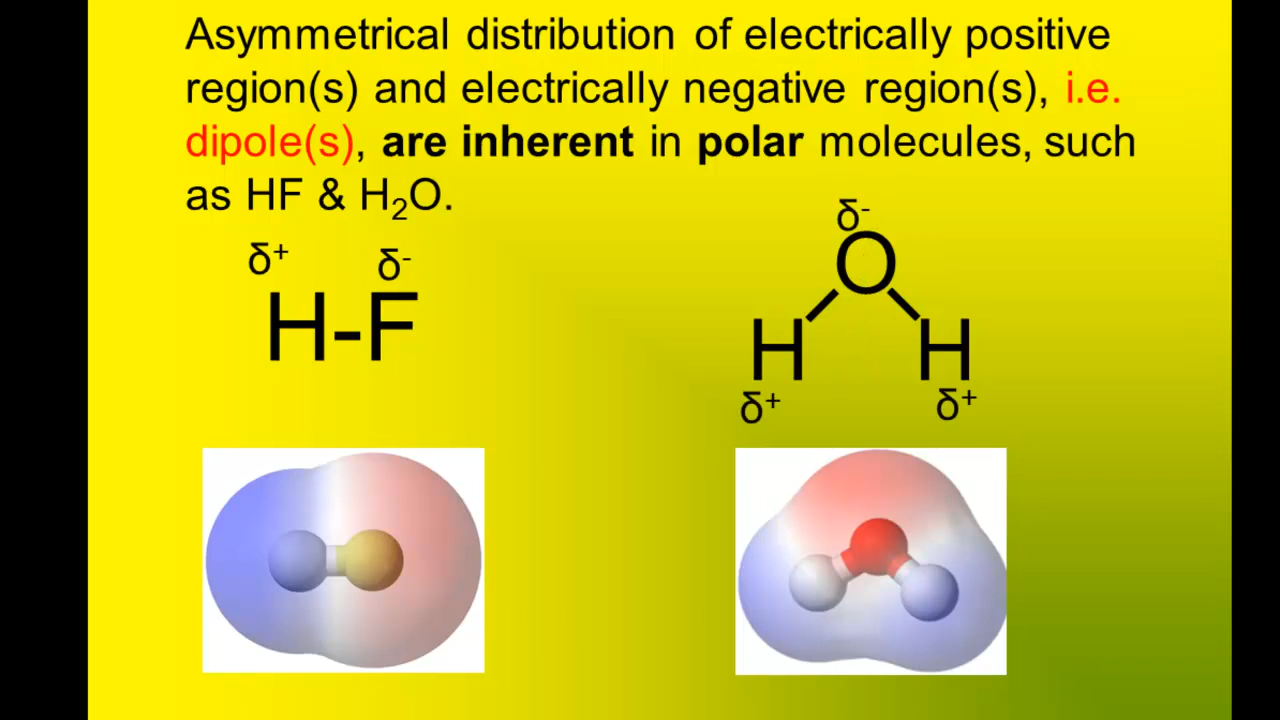 Asymmetrical distribution of electrically positive
region(s) and electrically negative region(s), i.e.
dipole(s), are inherent in polar molecules, such
as HF & H₂O.
δ⁺ δ⁻
H-F
δ⁻
O
H H
δ⁺ δ⁺